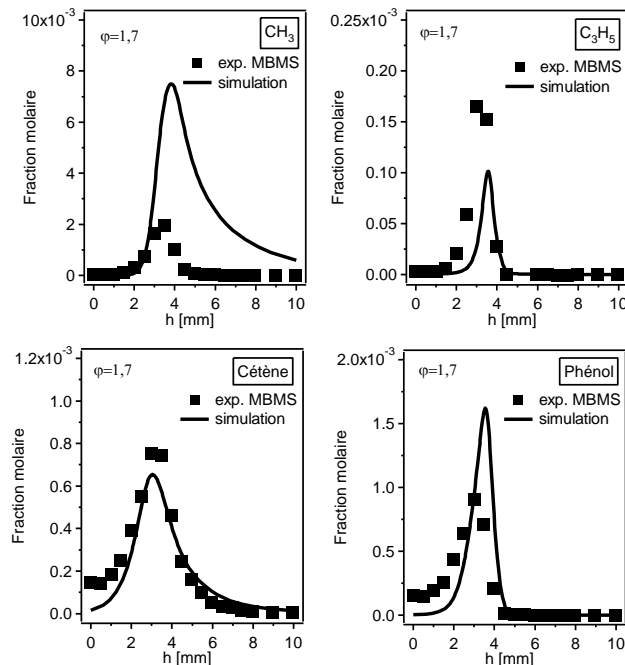 10x10⁻³
φ=1,7
CH₃
exp. MBMS
simulation
Fraction molaire
8
6
4
2
0
0 2 4 6 8 10
h [mm]
0.25x10⁻³
φ=1,7
C₃H₅
exp. MBMS
simulation
Fraction molaire
0.20
0.15
0.10
0.05
0.00
0 2 4 6 8 10
h [mm]
1.2x10⁻³
φ=1,7
Cétène
exp. MBMS
simulation
Fraction molaire
1.0
0.8
0.6
0.4
0.2
0.0
0 2 4 6 8 10
h [mm]
2.0x10⁻³
φ=1,7
Phénol
exp. MBMS
simulation
Fraction molaire
1.5
1.0
0.5
0.0
0 2 4 6 8 10
h [mm]